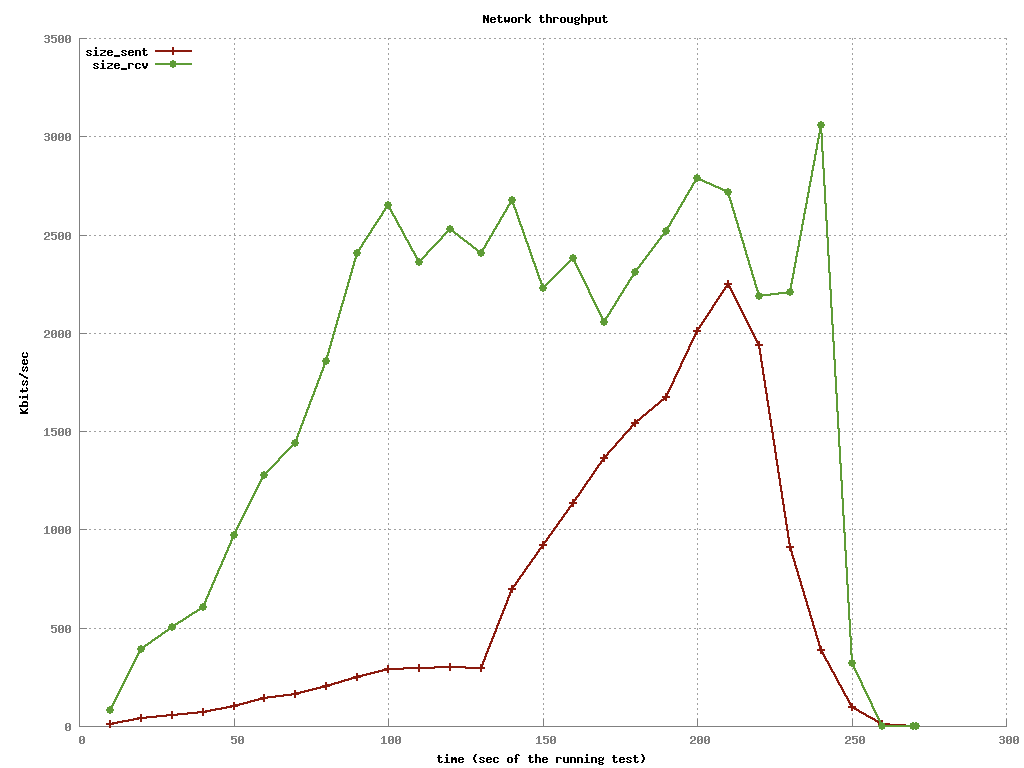 Network throughput
3500
size_sent
size_rcv
3000
2500
2000
Kbits/sec
1500
1000
500
0
0 50 100 150 200 250 300
time (sec of the running test)